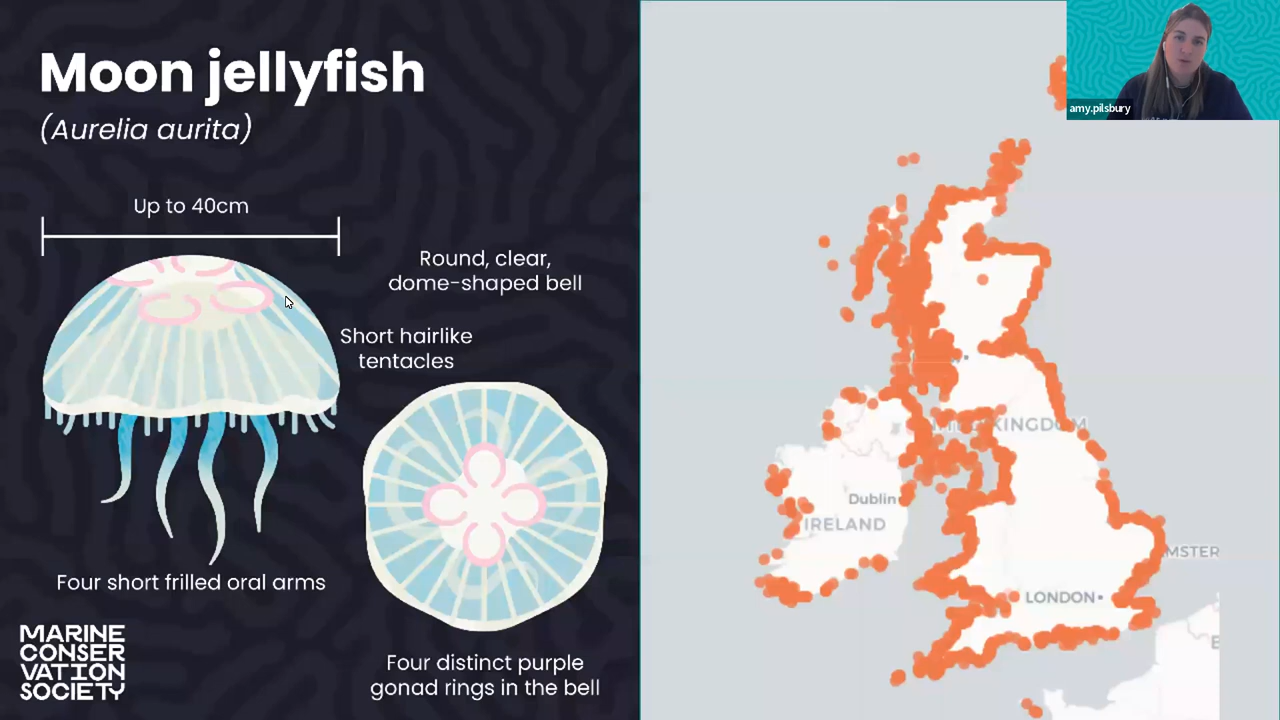 Moon jellyfish
(Aurelia aurita)
Up to 40cm
Round, clear,
dome-shaped bell
Short hairlike
tentacles
Four short frilled oral arms
Four distinct purple
gonad rings in the bell
MARINE
CONSER
VATION
SOCIETY
amy.pilsbury
KINGDOM
Dublin
IRELAND
MSTER
LONDON